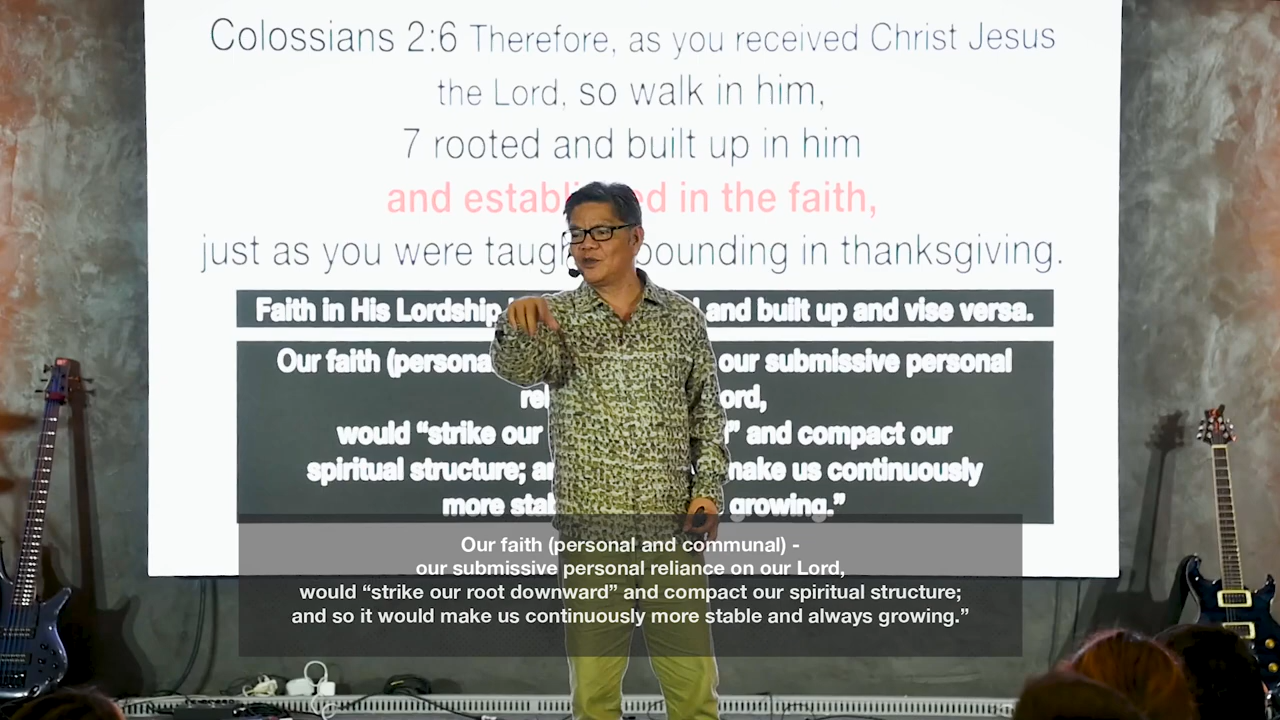 Colossians 2:6 Therefore, as you received Christ Jesus
the Lord, so walk in him,
7 rooted and built up in him
and established in the faith,
just as you were taught bounding in thanksgiving.
Faith in His Lordship and built up and vise versa.
Our faith (persona our submissive personal
ord,
would “strike our and compact our
spiritual structure; make us continuously
more growing.”
Our faith (personal and communal) -
our submissive personal reliance on our Lord,
would “strike our root downward” and compact our spiritual structure;
and so it would make us continuously more stable and always growing.”